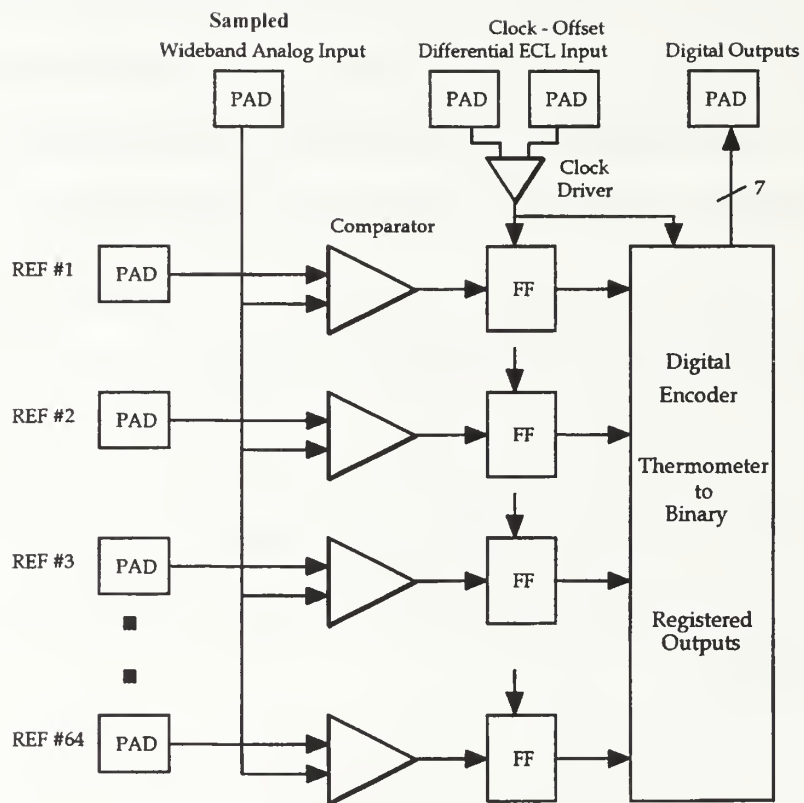 Sampled
Wideband Analog Input
Clock - Offset
Differential ECL Input
Digital Outputs
PAD
PAD
PAD
PAD
Clock
Driver
7
Comparator
REF #1
PAD
FF
REF #2
PAD
FF
Digital
Encoder
Thermometer
to
Binary
REF #3
PAD
FF
Registered
Outputs
REF #64
PAD
FF